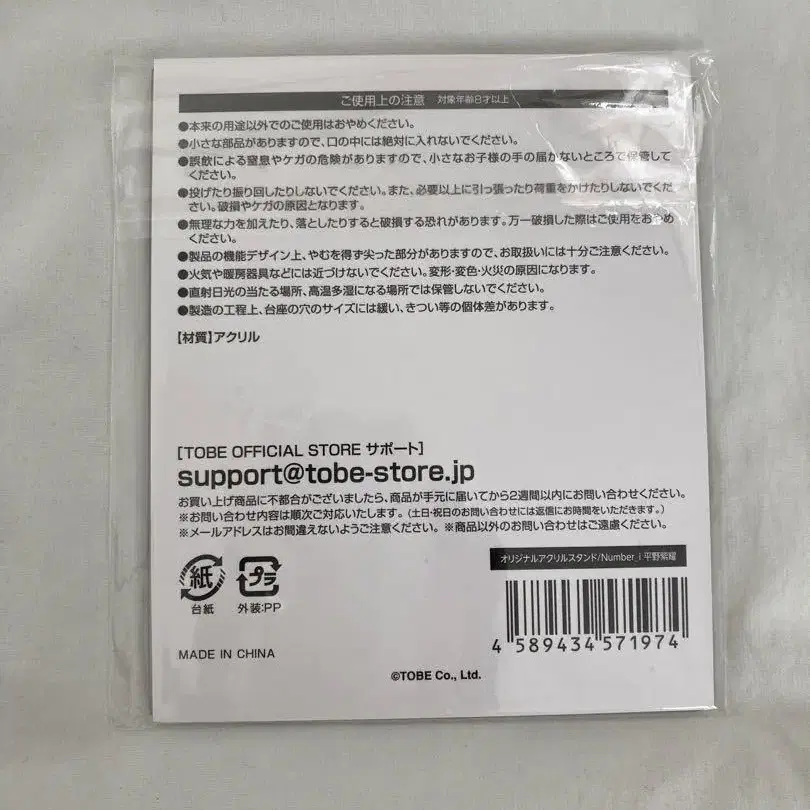 ご使用上の注意 対象年齢8才以上
●本来の用途以外でのご使用はおやめください。
●小さな部品がありますので、口の中には絶対に入れないでください。
●誤飲による窒息やケガの危険がありますので、小さなお子様の手の届かないところで保管して
ください。
●投げたり振り回したりしないでください。また、必要以上に引っ張ったり荷重をかけたりしないでくだ
さい。破損やケガの原因となります。
●無理な力を加えたり、落としたりすると破損する恐れがあります。万一破損した際はご使用をおやめ
ください。
●製品の機能デザイン上、やむを得ず尖った部分がありますので、お取扱いには十分ご注意ください。
●火気や暖房器具などには近づけないでください。変形・変色・火災の原因になります。
●直射日光の当たる場所、高温多湿になる場所では保管しないでください。
●製造の工程上、台座の穴のサイズには緩い、きつい等の個体差があります。
【材質】アクリル
[TOBE OFFICIAL STORE サポート]
support@tobe-store.jp
お買い上げ商品に不都合がございましたら、商品が手元に届いてから2週間以内にお問い合わせください。
※お問い合わせ内容は順次ご対応いたします。(土日・祝日のお問い合わせには返信にお時間をいただきます。)
※メールアドレスはお間違えないようご注意ください。※商品以外のお問い合わせはご遠慮ください。
オリジナルアクリルスタンド/Number_i 平野紫耀
紙 プラ
台紙 外装:PP
4 589434 571974
MADE IN CHINA
©TOBE Co., Ltd.